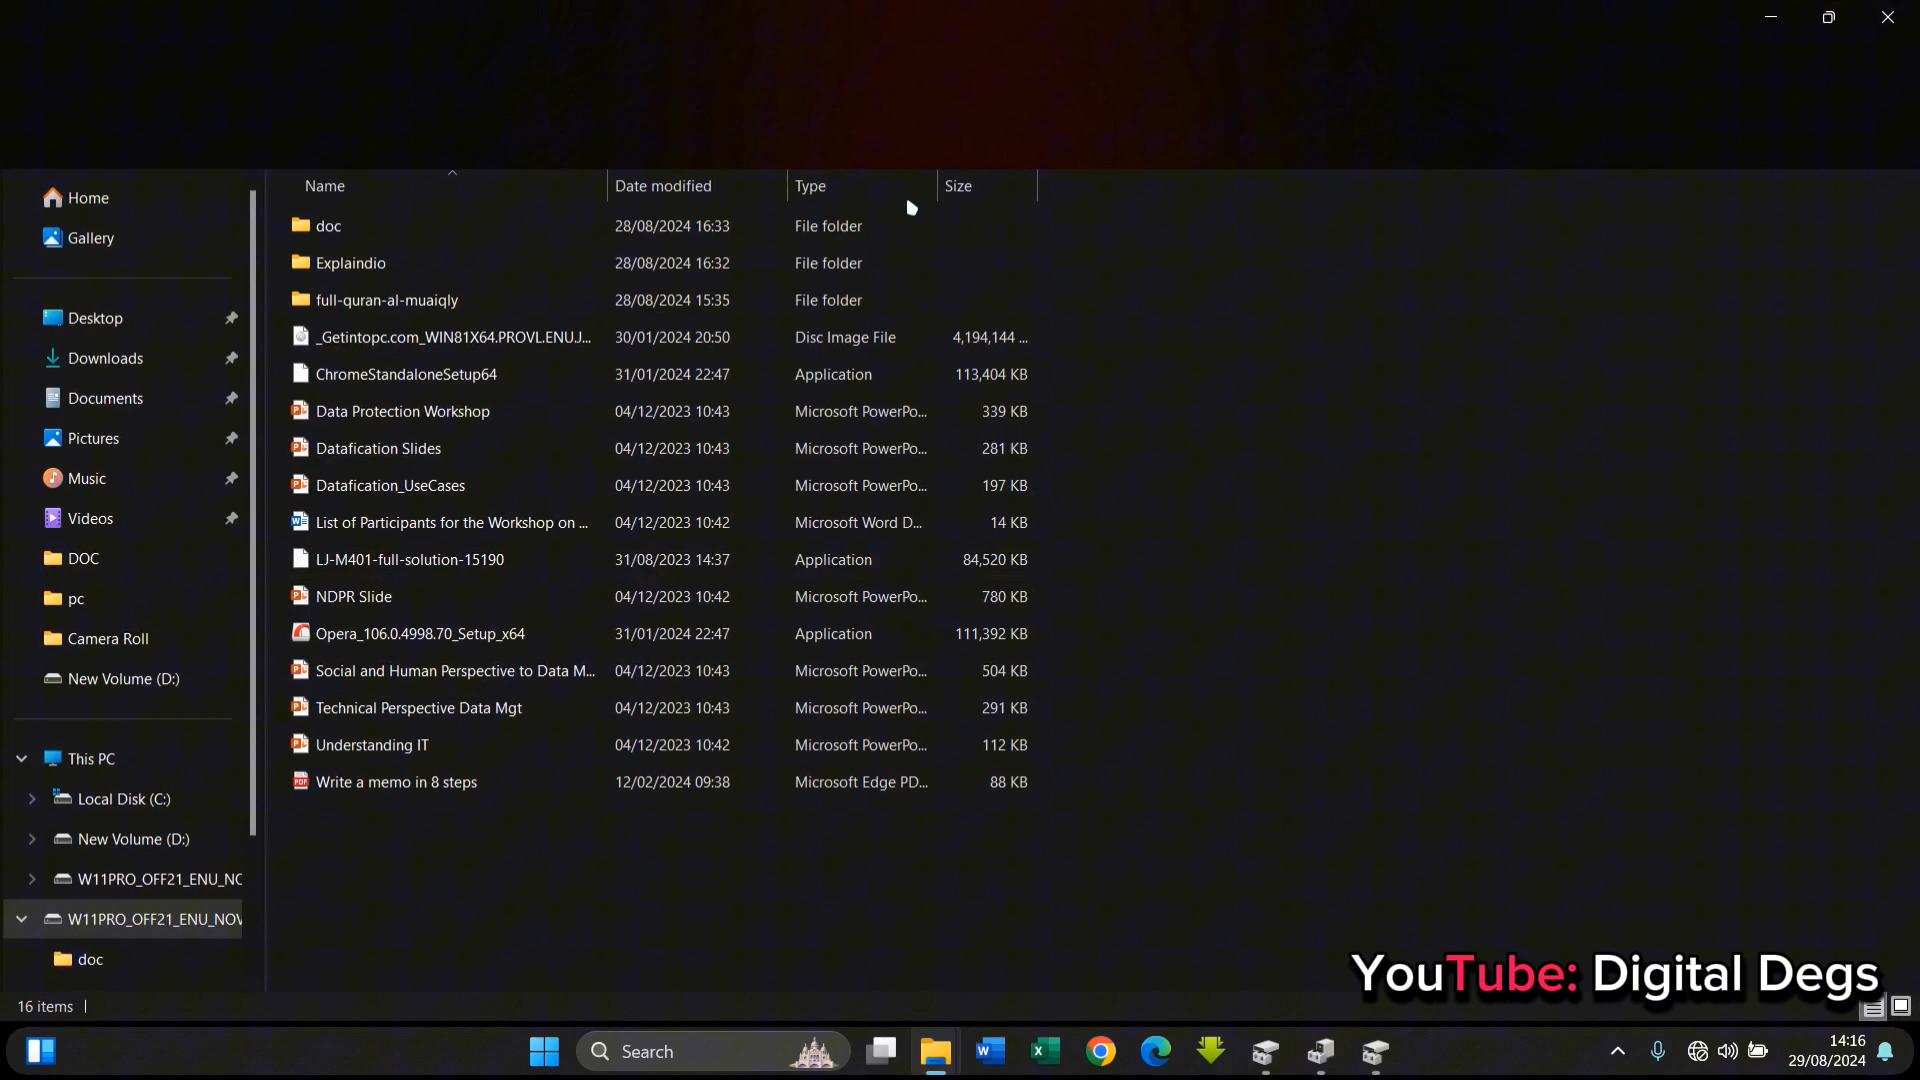 Name Date modified Type Size
Home
Gallery
Desktop
Downloads
Documents
Pictures
Music
Videos
DOC
pc
Camera Roll
New Volume (D:)
This PC
Local Disk (C:)
New Volume (D:)
W11PRO_OFF21_ENU_NO
W11PRO_OFF21_ENU_NOV
doc
doc 28/08/2024 16:33 File folder
Explaindio 28/08/2024 16:32 File folder
full-quran-al-muaiqly 28/08/2024 15:35 File folder
_Getintopc.com_WIN81X64.PROVL.ENU.J... 30/01/2024 20:50 Disc Image File 4,194,144 ...
ChromeStandaloneSetup64 31/01/2024 22:47 Application 113,404 KB
Data Protection Workshop 04/12/2023 10:43 Microsoft PowerPo... 339 KB
Datafication Slides 04/12/2023 10:43 Microsoft PowerPo... 281 KB
Datafication_UseCases 04/12/2023 10:43 Microsoft PowerPo... 197 KB
List of Participants for the Workshop on ... 04/12/2023 10:42 Microsoft Word D... 14 KB
LJ-M401-full-solution-15190 31/08/2023 14:37 Application 84,520 KB
NDPR Slide 04/12/2023 10:42 Microsoft PowerPo... 780 KB
Opera_106.0.4998.70_Setup_x64 31/01/2024 22:47 Application 111,392 KB
Social and Human Perspective to Data M... 04/12/2023 10:43 Microsoft PowerPo... 504 KB
Technical Perspective Data Mgt 04/12/2023 10:43 Microsoft PowerPo... 291 KB
Understanding IT 04/12/2023 10:42 Microsoft PowerPo... 112 KB
Write a memo in 8 steps 12/02/2024 09:38 Microsoft Edge PD... 88 KB
YouTube: Digital Degs
16 items
Search
14:16
29/08/2024